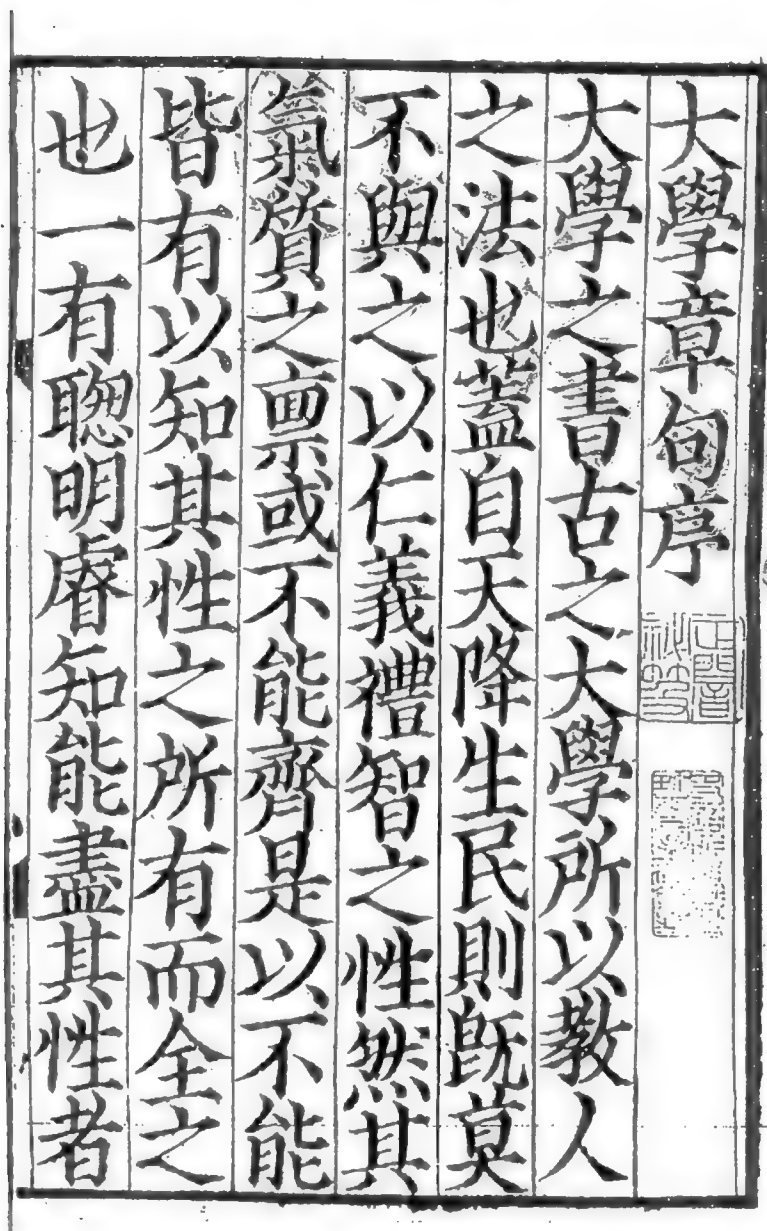 大學章句序
大學之書古之大學所以教人
之法也蓋自天降生民則旣莫
不與之以仁義禮智之性然其
氣質之禀或不能齊是以不能
皆有以知其性之所有而全之
也一有聦明睿知能盡其性者